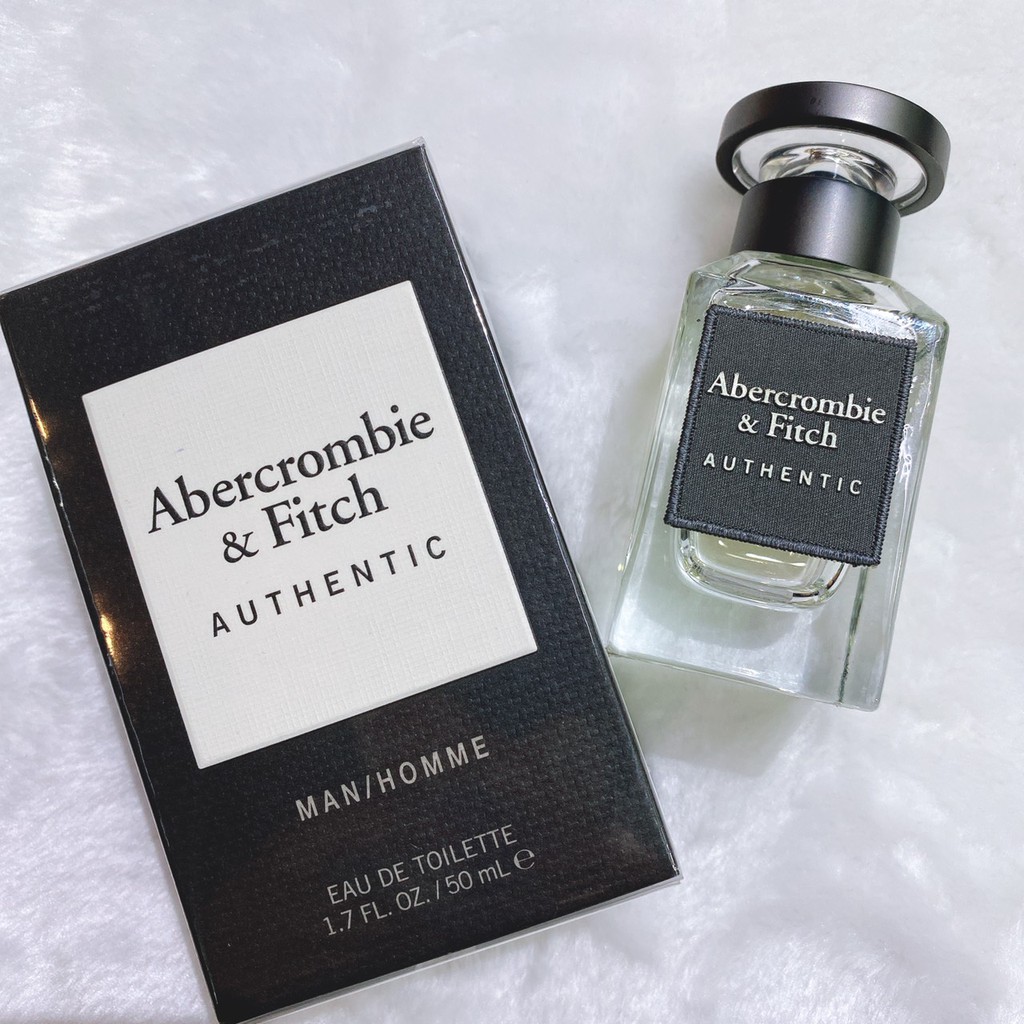 Abercrombie
& Fitch
AUTHENTIC
MAN/HOMME
EAU DE TOILETTE
1.7 FL. OZ. / 50 mL ℮
Abercrombie
& Fitch
AUTHENTIC